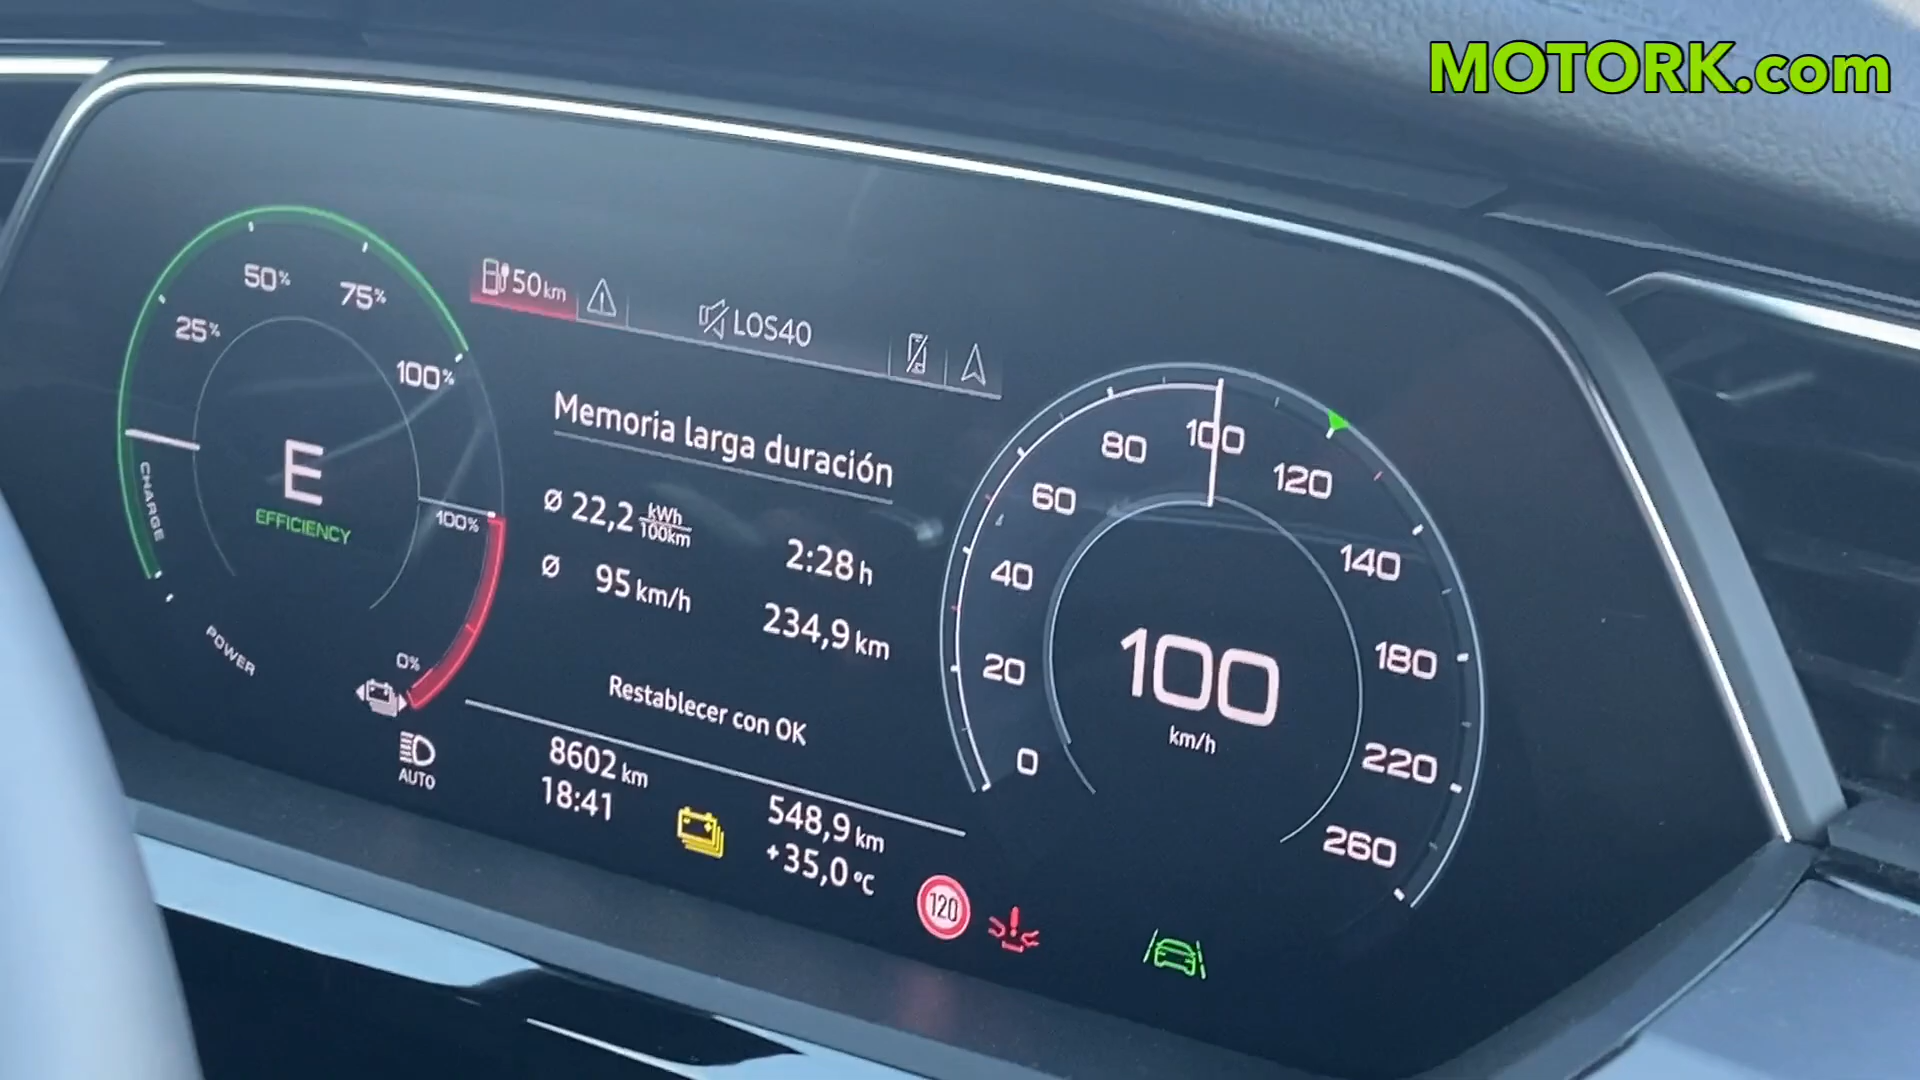 MOTORK.com
50 km
LOS40
25%
50%
75%
100%
CHARGE
E
EFFICIENCY
POWER
100%
0%
AUTO
Memoria larga duración
Ø 22,2 kWh/100km
2:28 h
Ø 95 km/h
234,9 km
Restablecer con OK
8602 km
18:41
548,9 km
+35,0 °C
120
0
20
40
60
80
100
120
140
180
220
260
100
km/h